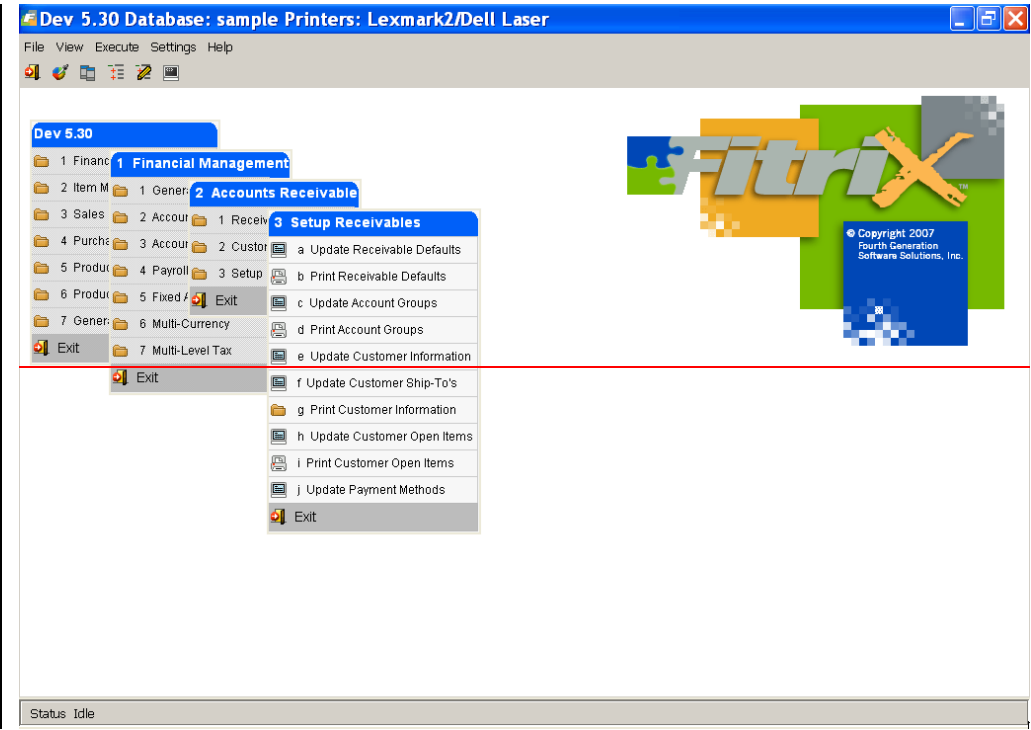 Dev 5.30 Database: sample Printers: Lexmark2/Dell Laser
File View Execute Settings Help
Dev 5.30
1 Financ
2 Item M
3 Sales
4 Purcha
5 Produc
6 Produc
7 Genera
Exit
1 Financial Management
1 Gener
2 Accour
3 Accour
4 Payroll
5 Fixed A
6 Multi-Currency
7 Multi-Level Tax
Exit
2 Accounts Receivable
1 Receiv
2 Custor
3 Setup
Exit
3 Setup Receivables
a Update Receivable Defaults
b Print Receivable Defaults
c Update Account Groups
d Print Account Groups
e Update Customer Information
f Update Customer Ship-To's
g Print Customer Information
h Update Customer Open Items
i Print Customer Open Items
j Update Payment Methods
Exit
FitriX
TM
© Copyright 2007
Fourth Generation
Software Solutions, Inc.
Status Idle